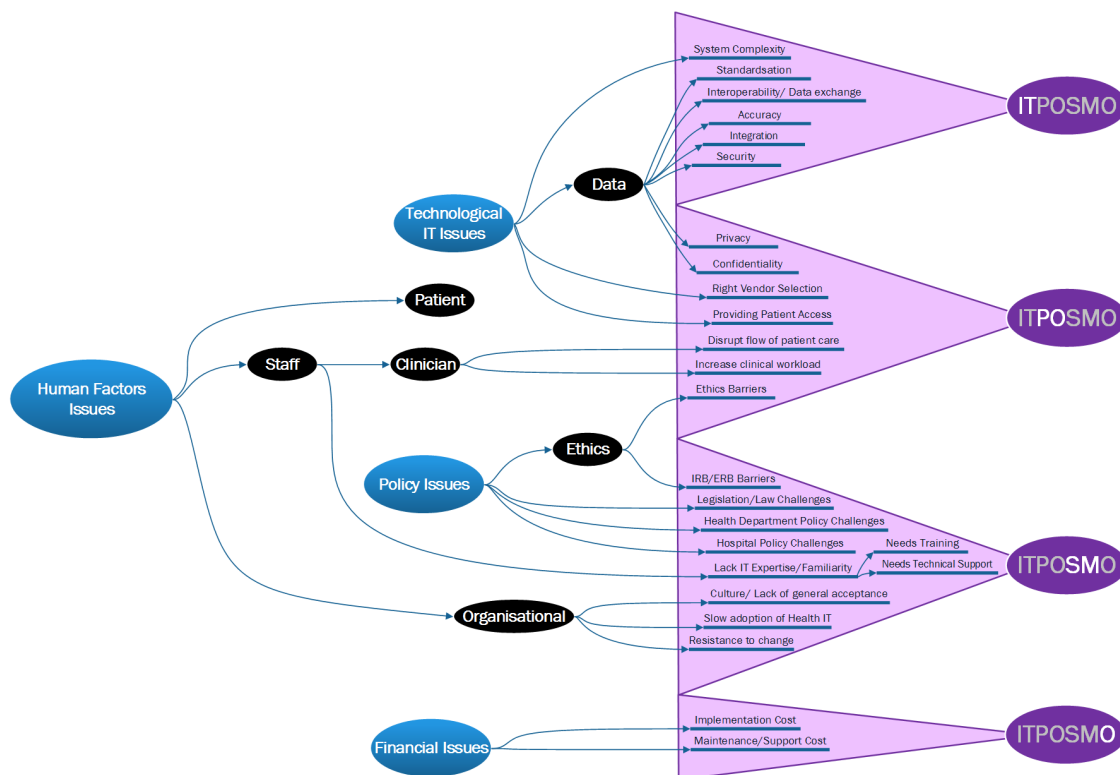 System Complexity
Standardsation
Interoperability/ Data exchange
Accuracy
Integration
Security
ITPOSMO
Data
Technological
IT Issues
Privacy
Confidentiality
Right Vendor Selection
Providing Patient Access
Disrupt flow of patient care
Increase clinical workload
Ethics Barriers
ITPOSMO
Patient
Staff
Clinician
Human Factors
Issues
Ethics
Policy Issues
IRB/ERB Barriers
Legislation/Law Challenges
Health Department Policy Challenges
Hospital Policy Challenges
Needs Training
Lack IT Expertise/Familiarity
Needs Technical Support
Culture/ Lack of general acceptance
Slow adoption of Health IT
Resistance to change
ITPOSMO
Organisational
Financial Issues
Implementation Cost
Maintenance/Support Cost
ITPOSMO